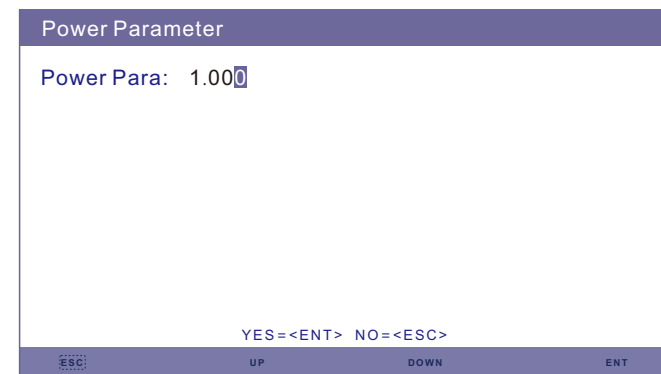 Power Parameter
Power Para: 1.000
YES=<ENT> NO=<ESC>
ESC UP DOWN ENT